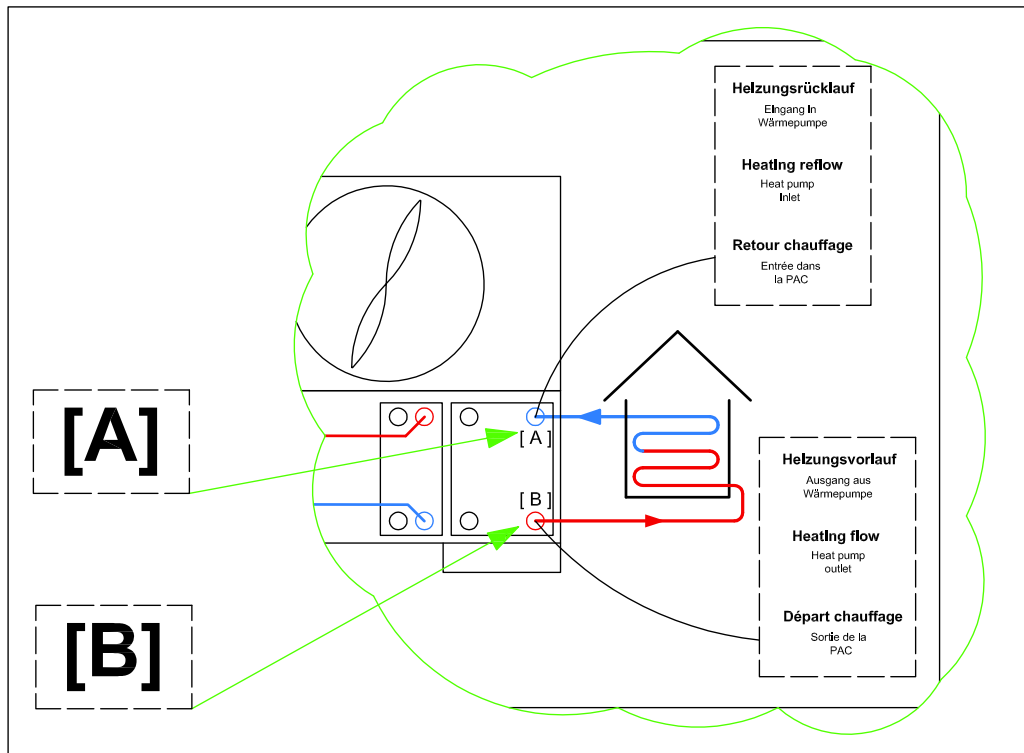 Heizungsrücklauf
Eingang in
Wärmepumpe
Heating reflow
Heat pump
Inlet
Retour chauffage
Entrée dans
la PAC
[A]
[ A ]
[ B ]
[B]
Heizungsvorlauf
Ausgang aus
Wärmepumpe
Heating flow
Heat pump
outlet
Départ chauffage
Sortie de la
PAC